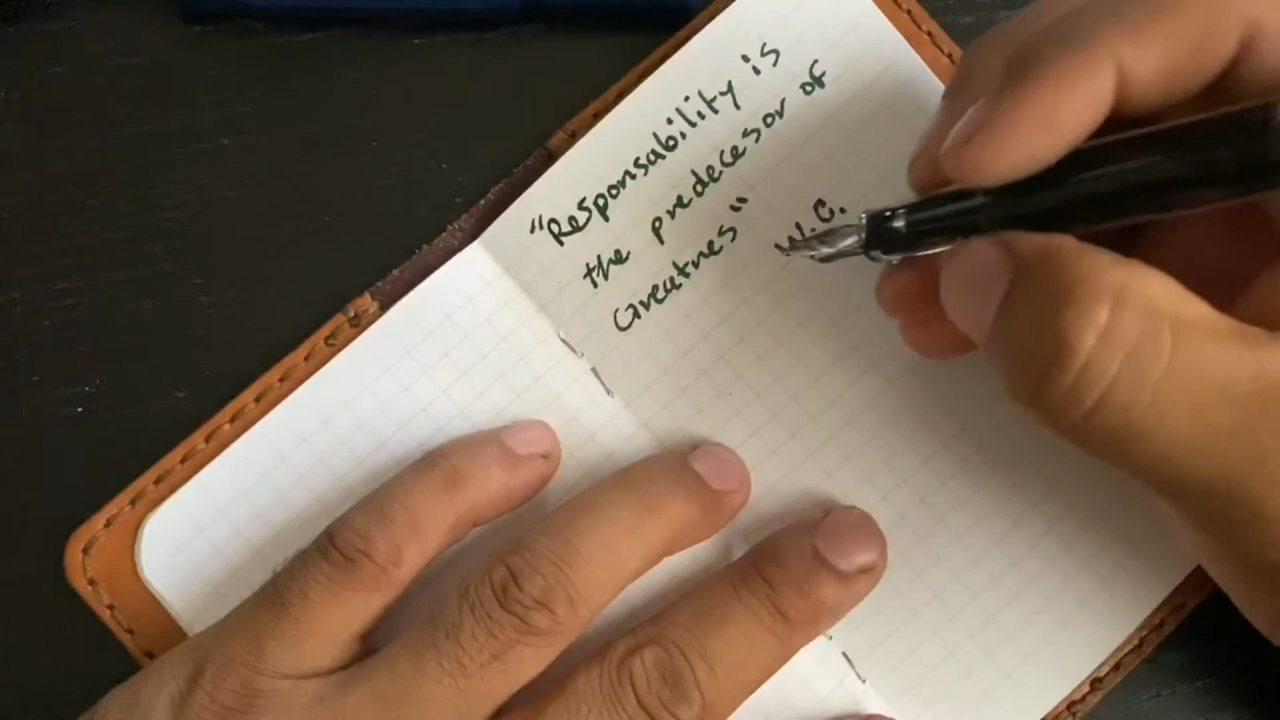 "Responsability is
the predecesor of
Greatnes"
W.C.